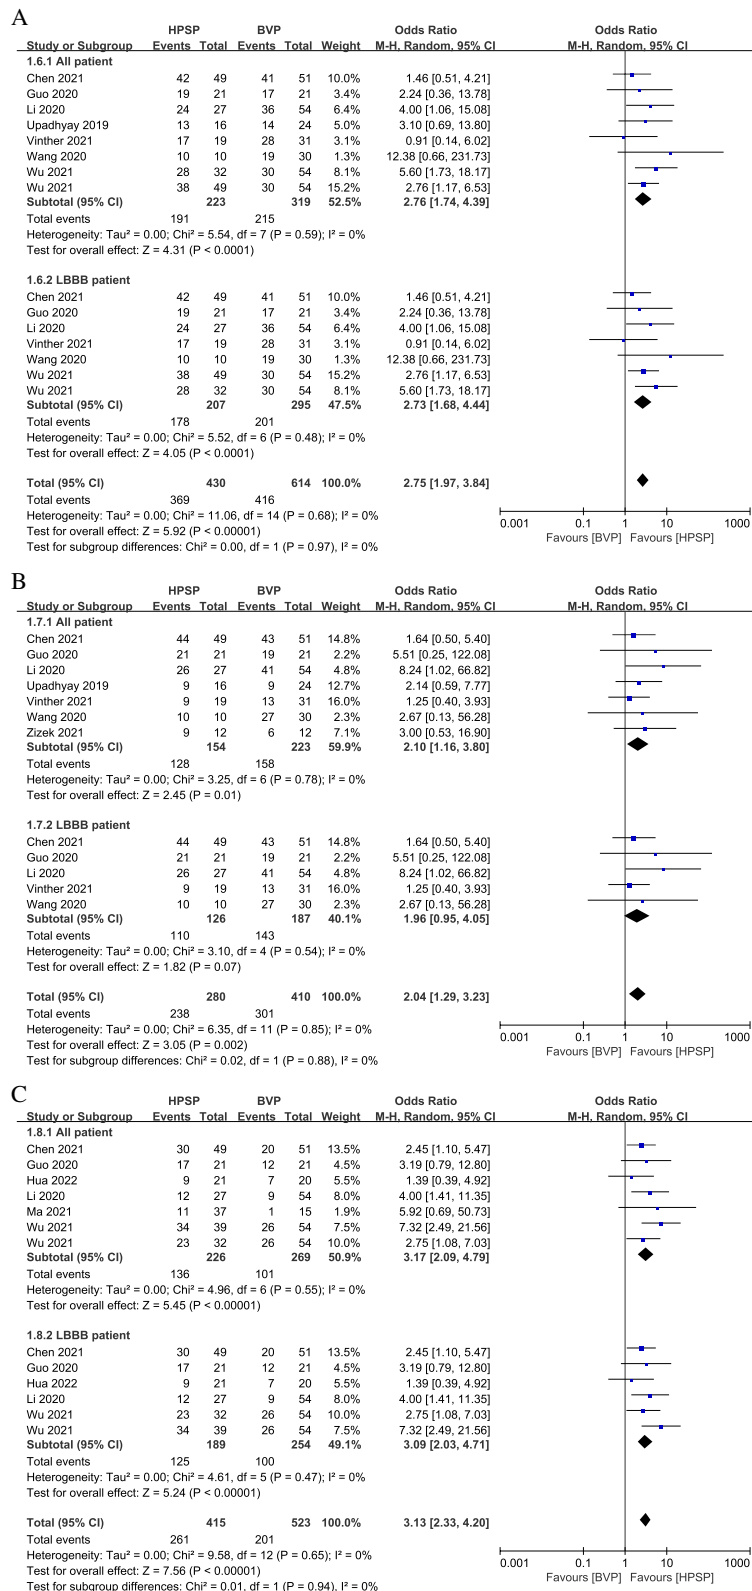 A
HPSP BVP Odds Ratio Odds Ratio
Study or Subgroup Events Total Events Total Weight M-H, Random, 95% CI M-H, Random, 95% CI
1.6.1 All patient
Chen 2021 42 49 41 51 10.0% 1.46 [0.51, 4.21]
Guo 2020 19 21 17 21 3.4% 2.24 [0.36, 13.78]
Li 2020 24 27 36 54 6.4% 4.00 [1.06, 15.08]
Upadhyay 2019 13 16 14 24 5.0% 3.10 [0.69, 13.80]
Vinther 2021 17 19 28 31 3.1% 0.91 [0.14, 6.02]
Wang 2020 10 10 19 30 1.3% 12.38 [0.66, 231.73]
Wu 2021 28 32 30 54 8.1% 5.60 [1.73, 18.17]
Wu 2021 38 49 30 54 15.2% 2.76 [1.17, 6.53]
Subtotal (95% CI) 223 319 52.5% 2.76 [1.74, 4.39]
Total events 191 215
Heterogeneity: Tau² = 0.00; Chi² = 5.54, df = 7 (P = 0.59); I² = 0%
Test for overall effect: Z = 4.31 (P < 0.0001)
1.6.2 LBBB patient
Chen 2021 42 49 41 51 10.0% 1.46 [0.51, 4.21]
Guo 2020 19 21 17 21 3.4% 2.24 [0.36, 13.78]
Li 2020 24 27 36 54 6.4% 4.00 [1.06, 15.08]
Vinther 2021 17 19 28 31 3.1% 0.91 [0.14, 6.02]
Wang 2020 10 10 19 30 1.3% 12.38 [0.66, 231.73]
Wu 2021 38 49 30 54 15.2% 2.76 [1.17, 6.53]
Wu 2021 28 32 30 54 8.1% 5.60 [1.73, 18.17]
Subtotal (95% CI) 207 295 47.5% 2.73 [1.68, 4.44]
Total events 178 201
Heterogeneity: Tau² = 0.00; Chi² = 5.52, df = 6 (P = 0.48); I² = 0%
Test for overall effect: Z = 4.05 (P < 0.0001)
Total (95% CI) 430 614 100.0% 2.75 [1.97, 3.84]
Total events 369 416
Heterogeneity: Tau² = 0.00; Chi² = 11.06, df = 14 (P = 0.68); I² = 0%
Test for overall effect: Z = 5.92 (P < 0.00001)
Test for subgroup differences: Chi² = 0.00, df = 1 (P = 0.97), I² = 0%
0.001 0.1 1 10 1000
Favours [BVP] Favours [HPSP]
B
HPSP BVP Odds Ratio Odds Ratio
Study or Subgroup Events Total Events Total Weight M-H, Random, 95% CI M-H, Random, 95% CI
1.7.1 All patient
Chen 2021 44 49 43 51 14.8% 1.64 [0.50, 5.40]
Guo 2020 21 21 19 21 2.2% 5.51 [0.25, 122.08]
Li 2020 26 27 41 54 4.8% 8.24 [1.02, 66.82]
Upadhyay 2019 9 16 9 24 12.7% 2.14 [0.59, 7.77]
Vinther 2021 9 19 13 31 16.0% 1.25 [0.40, 3.93]
Wang 2020 10 10 27 30 2.3% 2.67 [0.13, 56.28]
Zizek 2021 9 12 6 12 7.1% 3.00 [0.53, 16.90]
Subtotal (95% CI) 154 223 59.9% 2.10 [1.16, 3.80]
Total events 128 158
Heterogeneity: Tau² = 0.00; Chi² = 3.25, df = 6 (P = 0.78); I² = 0%
Test for overall effect: Z = 2.45 (P = 0.01)
1.7.2 LBBB patient
Chen 2021 44 49 43 51 14.8% 1.64 [0.50, 5.40]
Guo 2020 21 21 19 21 2.2% 5.51 [0.25, 122.08]
Li 2020 26 27 41 54 4.8% 8.24 [1.02, 66.82]
Vinther 2021 9 19 13 31 16.0% 1.25 [0.40, 3.93]
Wang 2020 10 10 27 30 2.3% 2.67 [0.13, 56.28]
Subtotal (95% CI) 126 187 40.1% 1.96 [0.95, 4.05]
Total events 110 143
Heterogeneity: Tau² = 0.00; Chi² = 3.10, df = 4 (P = 0.54); I² = 0%
Test for overall effect: Z = 1.82 (P = 0.07)
Total (95% CI) 280 410 100.0% 2.04 [1.29, 3.23]
Total events 238 301
Heterogeneity: Tau² = 0.00; Chi² = 6.35, df = 11 (P = 0.85); I² = 0%
Test for overall effect: Z = 3.05 (P = 0.002)
Test for subgroup differences: Chi² = 0.02, df = 1 (P = 0.88), I² = 0%
0.001 0.1 1 10 1000
Favours [BVP] Favours [HPSP]
C
HPSP BVP Odds Ratio Odds Ratio
Study or Subgroup Events Total Events Total Weight M-H, Random, 95% CI M-H, Random, 95% CI
1.8.1 All patient
Chen 2021 30 49 20 51 13.5% 2.45 [1.10, 5.47]
Guo 2020 17 21 12 21 4.5% 3.19 [0.79, 12.80]
Hua 2022 9 21 7 20 5.5% 1.39 [0.39, 4.92]
Li 2020 12 27 9 54 8.0% 4.00 [1.41, 11.35]
Ma 2021 11 37 1 15 1.9% 5.92 [0.69, 50.73]
Wu 2021 34 39 26 54 7.5% 7.32 [2.49, 21.56]
Wu 2021 23 32 26 54 10.0% 2.75 [1.08, 7.03]
Subtotal (95% CI) 226 269 50.9% 3.17 [2.09, 4.79]
Total events 136 101
Heterogeneity: Tau² = 0.00; Chi² = 4.96, df = 6 (P = 0.55); I² = 0%
Test for overall effect: Z = 5.45 (P < 0.00001)
1.8.2 LBBB patient
Chen 2021 30 49 20 51 13.5% 2.45 [1.10, 5.47]
Guo 2020 17 21 12 21 4.5% 3.19 [0.79, 12.80]
Hua 2022 9 21 7 20 5.5% 1.39 [0.39, 4.92]
Li 2020 12 27 9 54 8.0% 4.00 [1.41, 11.35]
Wu 2021 23 32 26 54 10.0% 2.75 [1.08, 7.03]
Wu 2021 34 39 26 54 7.5% 7.32 [2.49, 21.56]
Subtotal (95% CI) 189 254 49.1% 3.09 [2.03, 4.71]
Total events 125 100
Heterogeneity: Tau² = 0.00; Chi² = 4.61, df = 5 (P = 0.47); I² = 0%
Test for overall effect: Z = 5.24 (P < 0.00001)
Total (95% CI) 415 523 100.0% 3.13 [2.33, 4.20]
Total events 261 201
Heterogeneity: Tau² = 0.00; Chi² = 9.58, df = 12 (P = 0.65); I² = 0%
Test for overall effect: Z = 7.56 (P < 0.00001)
Test for subgroup differences: Chi² = 0.01, df = 1 (P = 0.94), I² = 0%
0.001 0.1 1 10 1000
Favours [BVP] Favours [HPSP]